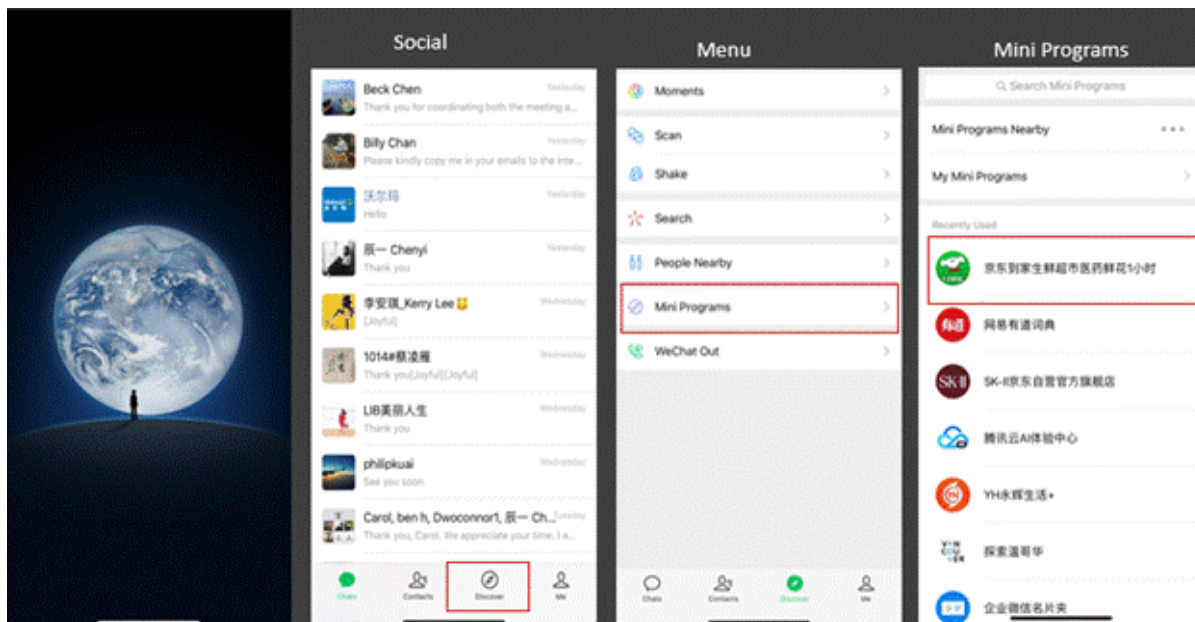 Social
Beck Chen
Yesterday
Thank you for coordinating both the meeting a...
Billy Chan
Yesterday
Please kindly copy me in your emails to the inte...
沃尔玛
Yesterday
Hello
辰一 Chenyi
Yesterday
Thank you
李安琪_Kerry Lee
Wednesday
[Joyful]
1014#蔡凌雁
Wednesday
Thank you[Joyful][Joyful]
LIB美丽人生
Wednesday
Thank you
philipkuai
Wednesday
See you soon
Carol, ben h, Dwoconnor1, 辰一 Ch...
Tuesday
Thank you, Carol. We appreciate your time. I a...
Chats
Contacts
Discover
Me
Menu
Moments
Scan
Shake
Search
People Nearby
Mini Programs
WeChat Out
Chats
Contacts
Discover
Me
Mini Programs
Search Mini Programs
Mini Programs Nearby
My Mini Programs
Recently Used
京东到家生鲜超市医药鲜花1小时
有道
网易有道词典
SK-II
SK-II京东自营官方旗舰店
腾讯云AI体验中心
YH
YH永辉生活+
VAN
COU
VER
探索温哥华
企业微信名片夹